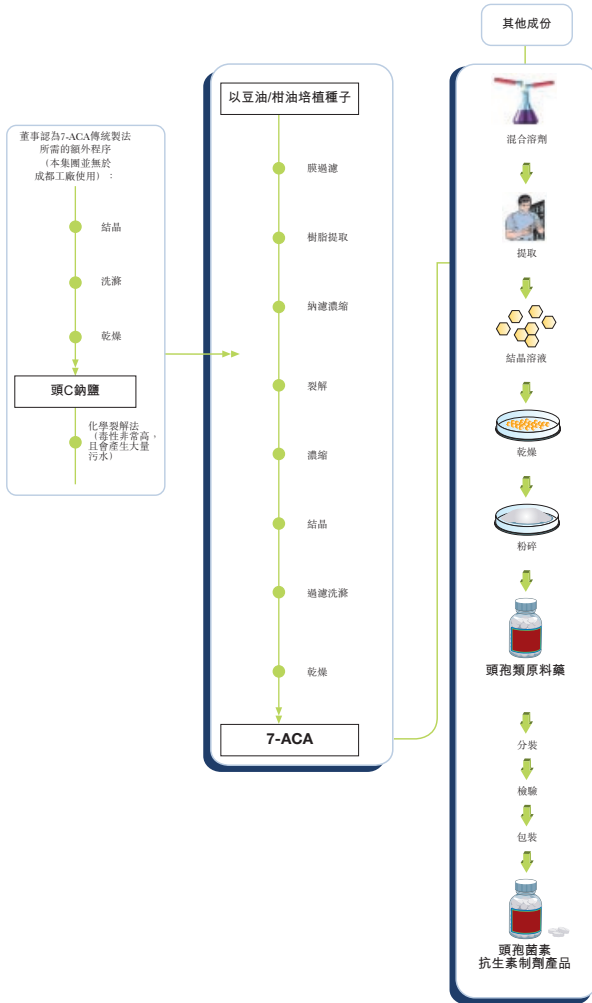 董事認為7-ACA傳統製法
所需的額外程序
（本集團並無於
成都工廠使用）：
結晶
洗滌
乾燥
頭C鈉鹽
化學裂解法
（毒性非常高，
且會產生大量
污水）
以豆油/柑油培植種子
膜過濾
樹脂提取
納濾濃縮
裂解
濃縮
結晶
過濾洗滌
乾燥
7-ACA
其他成份
混合溶劑
提取
結晶溶液
乾燥
粉碎
頭孢類原料藥
分裝
檢驗
包裝
頭孢菌素
抗生素制劑產品